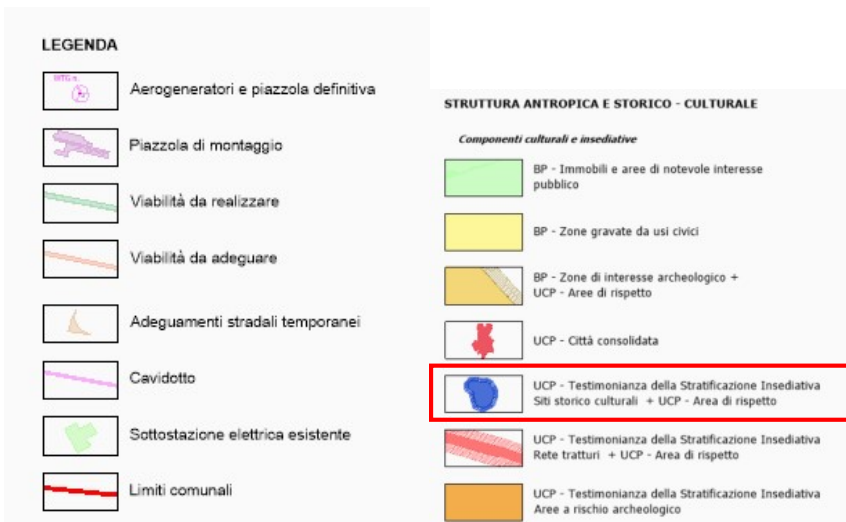 LEGENDA
Aerogeneratori e piazzola definitiva
Piazzola di montaggio
Viabilità da realizzare
Viabilità da adeguare
Adeguamenti stradali temporanei
Cavidotto
Sottostazione elettrica esistente
Limiti comunali
STRUTTURA ANTROPICA E STORICO - CULTURALE
Componenti culturali e insediative
BP - Immobili e aree di notevole interesse
pubblico
BP - Zone gravate da usi civici
BP - Zone di interesse archeologico +
UCP - Aree di rispetto
UCP - Città consolidata
UCP - Testimonianza della Stratificazione Insediativa
Siti storico culturali + UCP - Area di rispetto
UCP - Testimonianza della Stratificazione Insediativa
Rete tratturi + UCP - Area di rispetto
UCP - Testimonianza della Stratificazione Insediativa
Aree a rischio archeologico